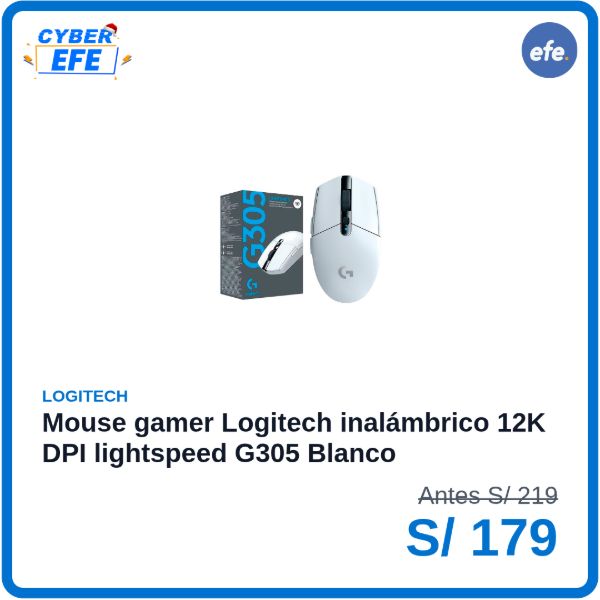 CYBER
EFE
efe.
G305
G
LOGITECH
Mouse gamer Logitech inalámbrico 12K
DPI lightspeed G305 Blanco
Antes S/ 219
S/ 179